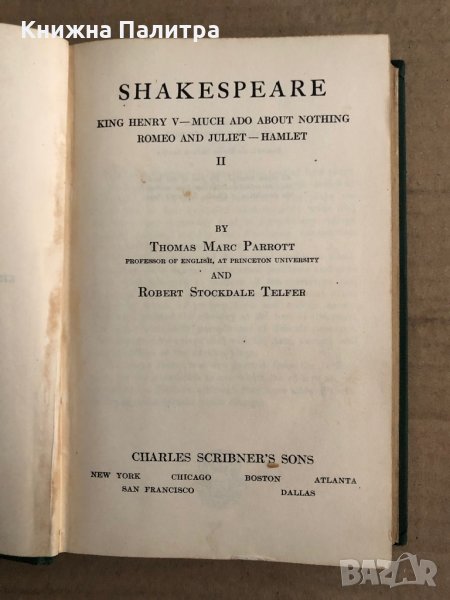 Книжна Палитра
SHAKESPEARE
KING HENRY V—MUCH ADO ABOUT NOTHING
ROMEO AND JULIET—HAMLET
II
BY
THOMAS MARC PARROTT
PROFESSOR OF ENGLISH, AT PRINCETON UNIVERSITY
AND
ROBERT STOCKDALE TELFER
CHARLES SCRIBNER'S SONS
NEW YORK CHICAGO BOSTON ATLANTA
SAN FRANCISCO DALLAS
BAZAR